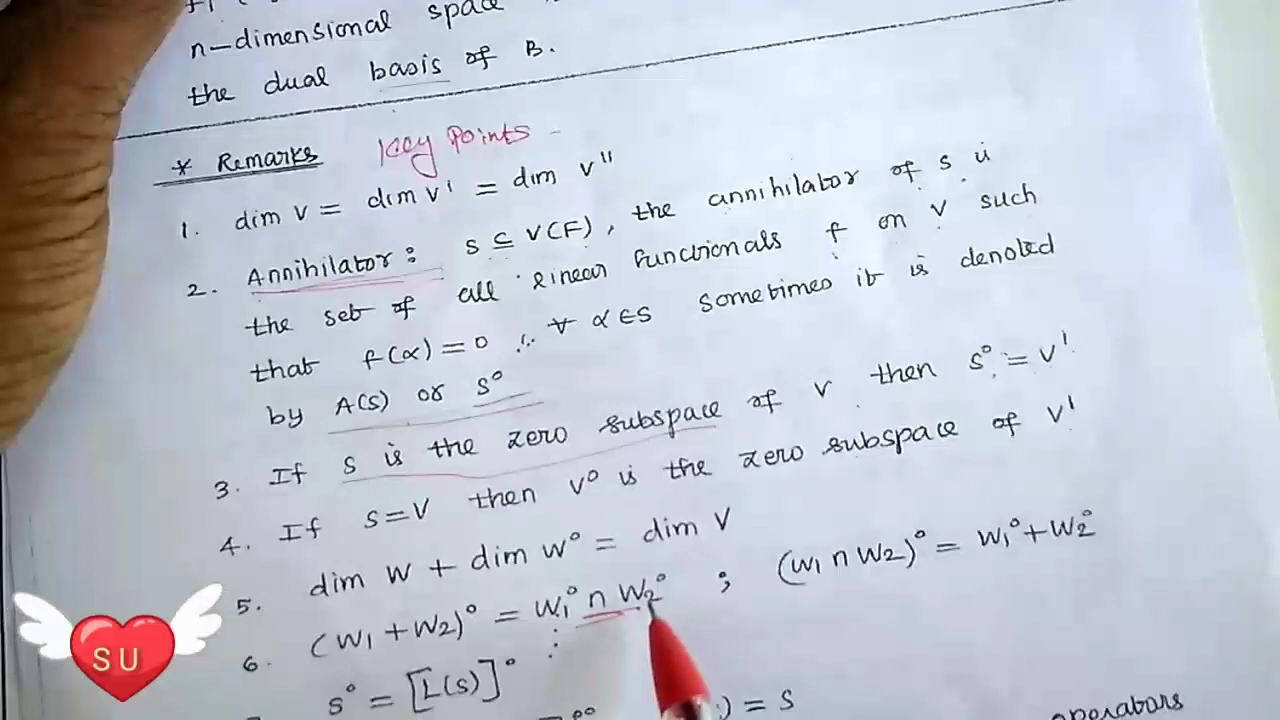 n-dimensional space
the dual basis of B.
* Remarks Key Points -
1. dim V = dim V' = dim V''
2. Annihilator: S ⊆ V(F), the annihilator of S is
the set of all linear functionals f on V such
that f(α)=0 ∴ ∀ α∈S sometimes it is denoted
by A(S) or S°
3. If S is the zero subspace of V then S° = V'
4. If S=V then V° is the zero subspace of V'
5. dim W + dim W° = dim V
6. (W1 + W2)° = W1° ∩ W2° ; (W1 ∩ W2)° = W1° + W2°
S° = [L(S)]°
) = S
operators
SU